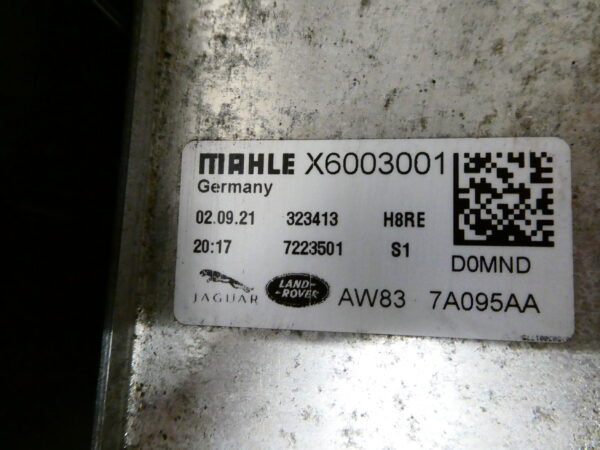 MAHLE X6003001
Germany
02.09.21 323413 H8RE
20:17 7223501 S1
D0MND
JAGUAR LAND-ROVER AW83 7A095AA